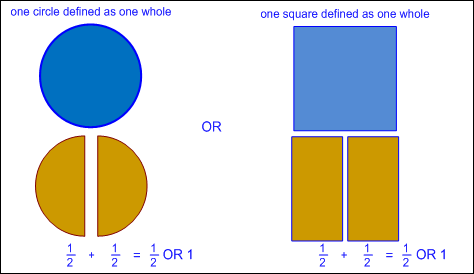 one circle defined as one whole
one square defined as one whole
OR
1/2 + 1/2 = 1/2 OR 1
1/2 + 1/2 = 1/2 OR 1